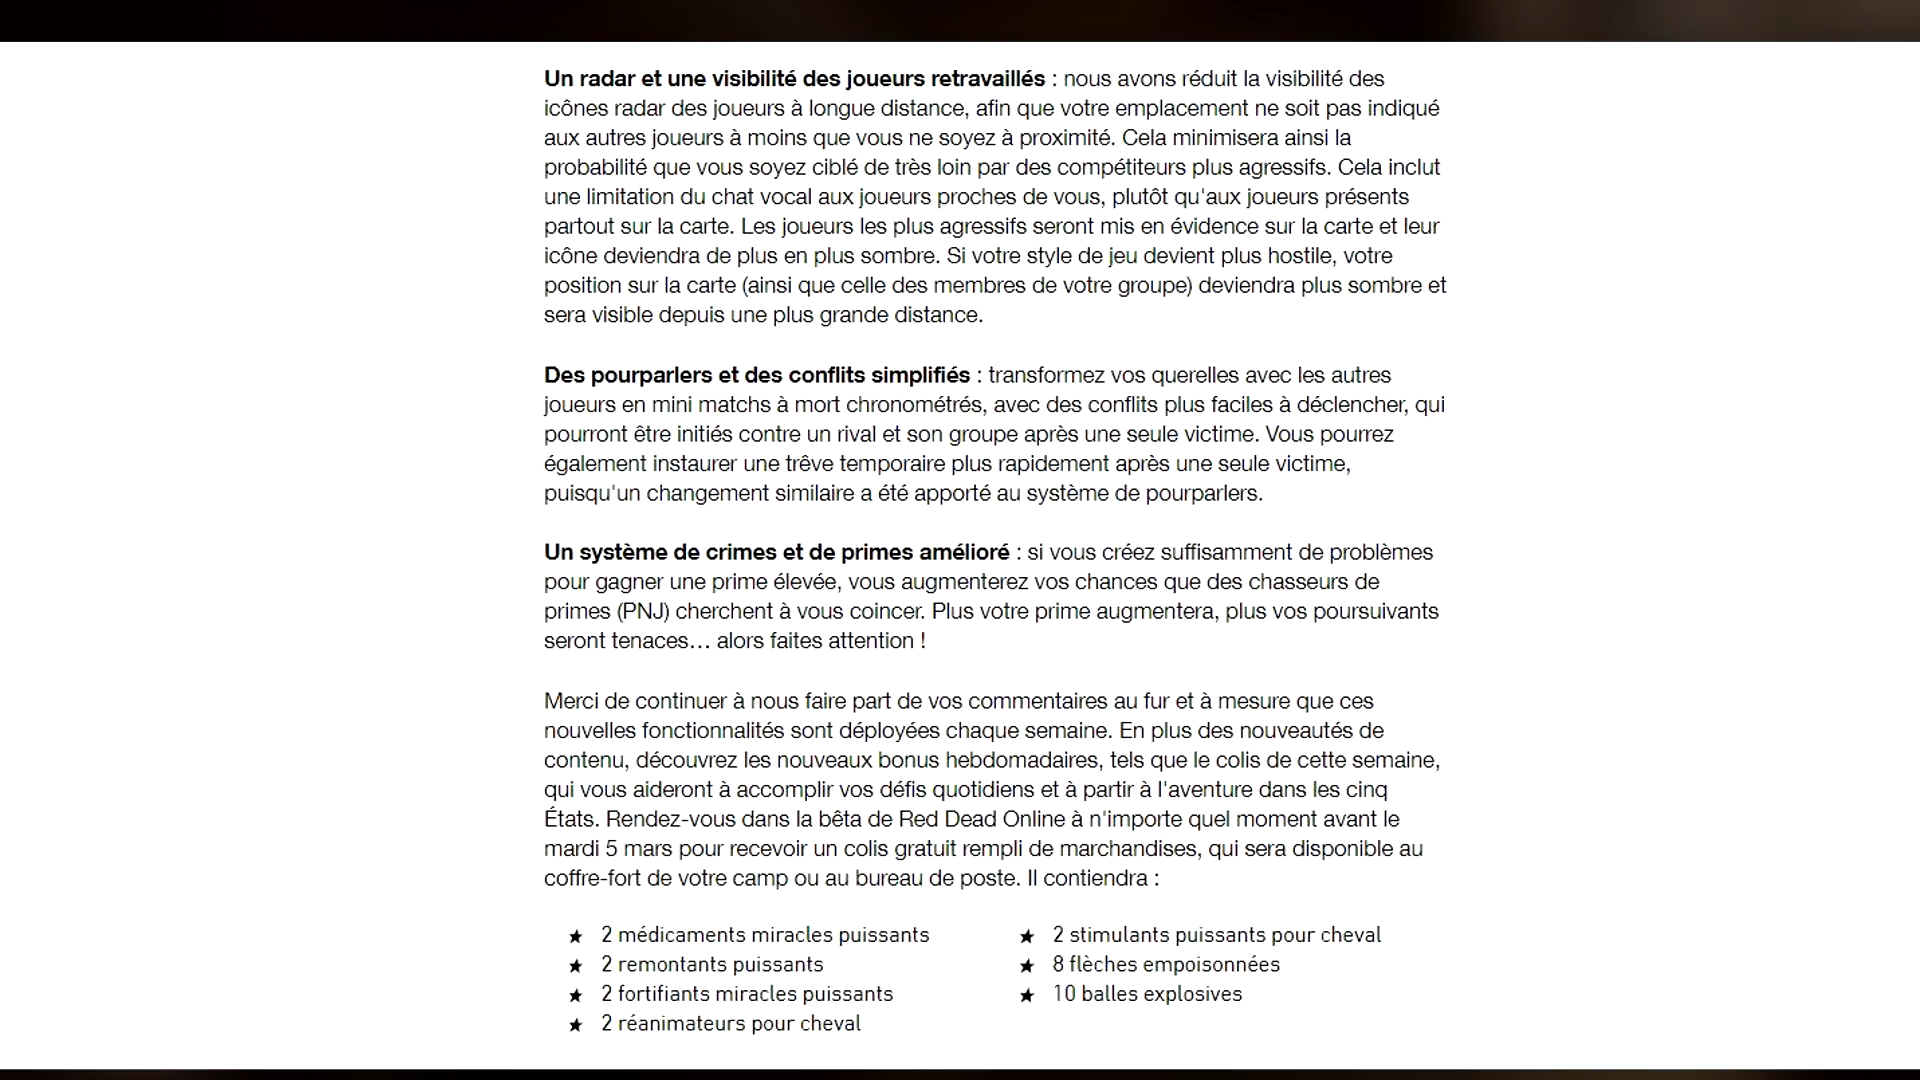 Un radar et une visibilité des joueurs retravaillés : nous avons réduit la visibilité des
icônes radar des joueurs à longue distance, afin que votre emplacement ne soit pas indiqué
aux autres joueurs à moins que vous ne soyez à proximité. Cela minimisera ainsi la
probabilité que vous soyez ciblé de très loin par des compétiteurs plus agressifs. Cela inclut
une limitation du chat vocal aux joueurs proches de vous, plutôt qu'aux joueurs présents
partout sur la carte. Les joueurs les plus agressifs seront mis en évidence sur la carte et leur
icône deviendra de plus en plus sombre. Si votre style de jeu devient plus hostile, votre
position sur la carte (ainsi que celle des membres de votre groupe) deviendra plus sombre et
sera visible depuis une plus grande distance.
Des pourparlers et des conflits simplifiés : transformez vos querelles avec les autres
joueurs en mini matchs à mort chronométrés, avec des conflits plus faciles à déclencher, qui
pourront être initiés contre un rival et son groupe après une seule victime. Vous pourrez
également instaurer une trêve temporaire plus rapidement après une seule victime,
puisqu'un changement similaire a été apporté au système de pourparlers.
Un système de crimes et de primes amélioré : si vous créez suffisamment de problèmes
pour gagner une prime élevée, vous augmenterez vos chances que des chasseurs de
primes (PNJ) cherchent à vous coincer. Plus votre prime augmentera, plus vos poursuivants
seront tenaces… alors faites attention !
Merci de continuer à nous faire part de vos commentaires au fur et à mesure que ces
nouvelles fonctionnalités sont déployées chaque semaine. En plus des nouveautés de
contenu, découvrez les nouveaux bonus hebdomadaires, tels que le colis de cette semaine,
qui vous aideront à accomplir vos défis quotidiens et à partir à l'aventure dans les cinq
États. Rendez-vous dans la bêta de Red Dead Online à n'importe quel moment avant le
mardi 5 mars pour recevoir un colis gratuit rempli de marchandises, qui sera disponible au
coffre-fort de votre camp ou au bureau de poste. Il contiendra :
★ 2 médicaments miracles puissants
★ 2 remontants puissants
★ 2 fortifiants miracles puissants
★ 2 réanimateurs pour cheval
★ 2 stimulants puissants pour cheval
★ 8 flèches empoisonnées
★ 10 balles explosives